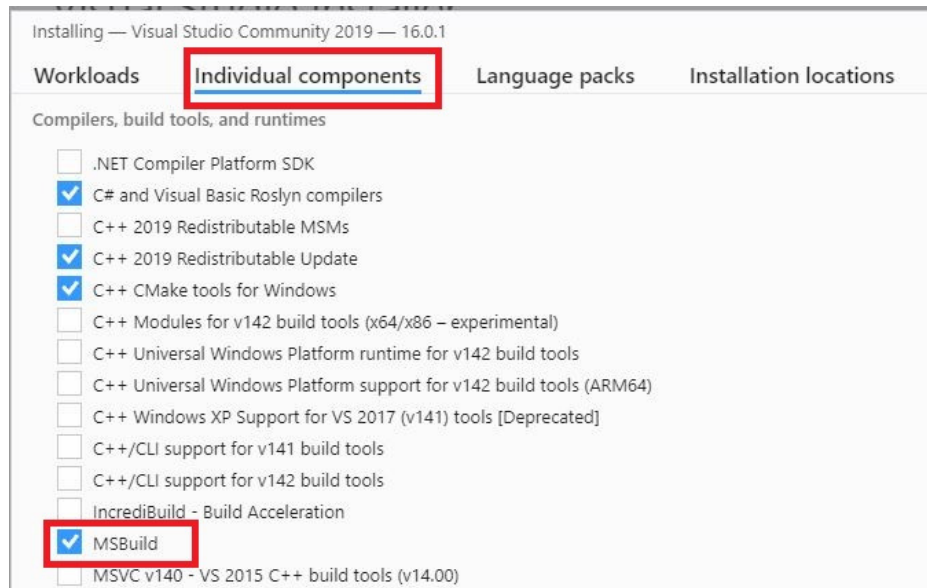 Installing — Visual Studio Community 2019 — 16.0.1
Workloads Individual components Language packs Installation locations
Compilers, build tools, and runtimes
.NET Compiler Platform SDK
C# and Visual Basic Roslyn compilers
C++ 2019 Redistributable MSMs
C++ 2019 Redistributable Update
C++ CMake tools for Windows
C++ Modules for v142 build tools (x64/x86 – experimental)
C++ Universal Windows Platform runtime for v142 build tools
C++ Universal Windows Platform support for v142 build tools (ARM64)
C++ Windows XP Support for VS 2017 (v141) tools [Deprecated]
C++/CLI support for v141 build tools
C++/CLI support for v142 build tools
IncrediBuild - Build Acceleration
MSBuild
MSVC v140 - VS 2015 C++ build tools (v14.00)